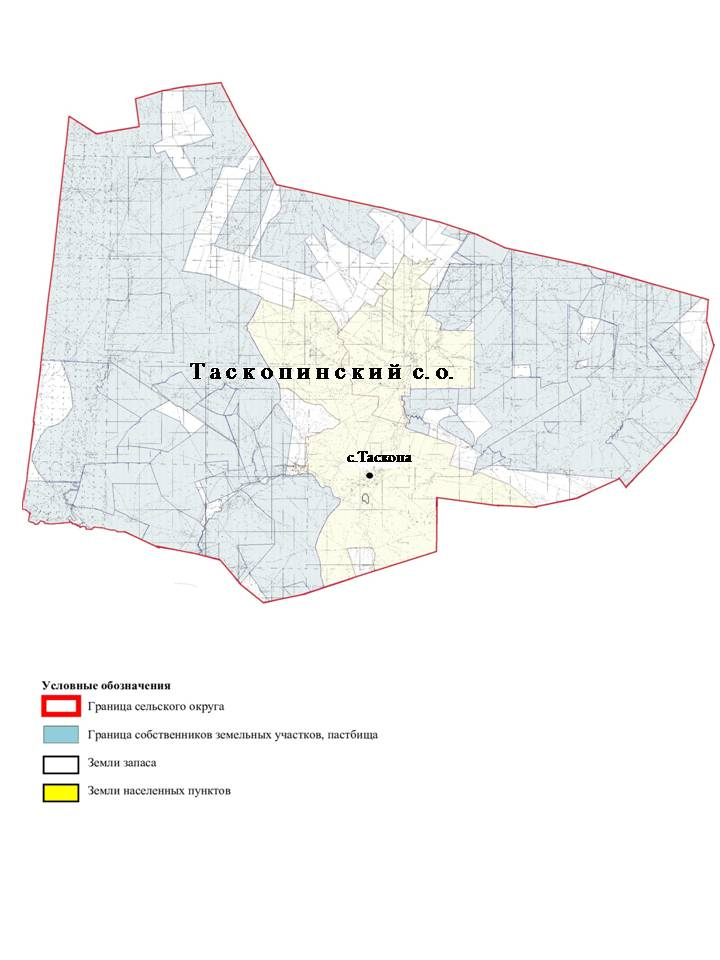 Таскопинский с.о.
с.Таскопа
Условные обозначения
Граница сельского округа
Граница собственников земельных участков, пастбища
Земли запаса
Земли населенных пунктов